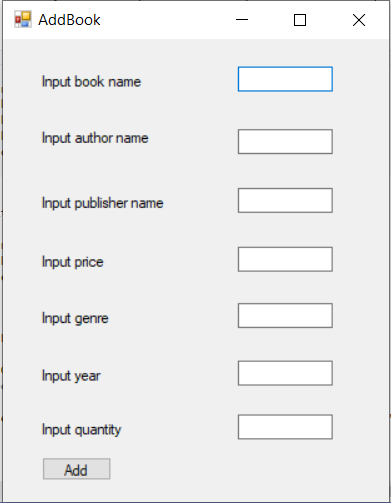 AddBook
Input book name
Input author name
Input publisher name
Input price
Input genre
Input year
Input quantity
Add